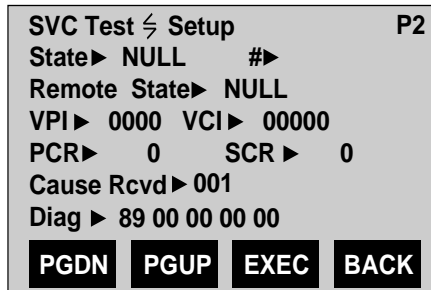 SVC Test ⭍ Setup P2
State▶ NULL #▶
Remote State▶ NULL
VPI▶ 0000 VCI▶ 00000
PCR▶ 0 SCR ▶ 0
Cause Rcvd▶ 001
Diag ▶ 89 00 00 00 00
PGDN PGUP EXEC BACK